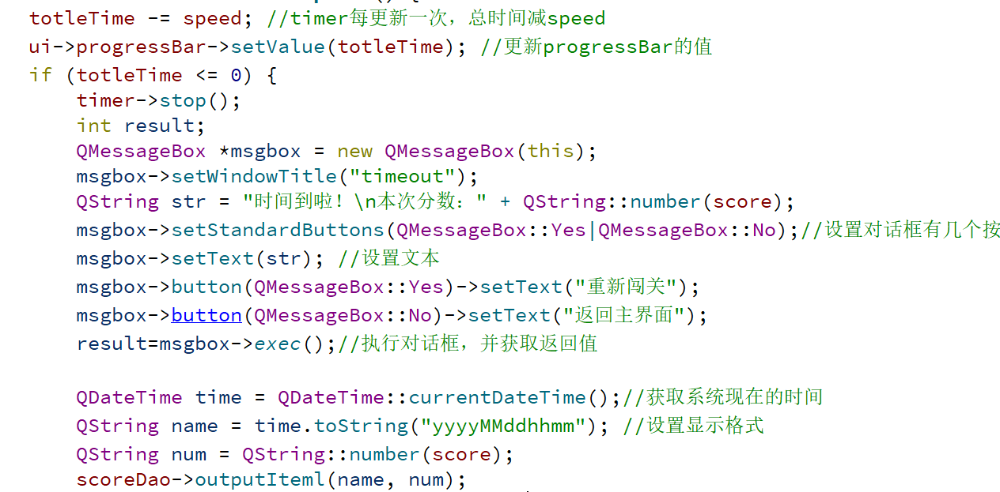 totleTime -= speed; //timer每更新一次，总时间减speed
ui->progressBar->setValue(totleTime); //更新progressBar的值
if (totleTime <= 0) {
timer->stop();
int result;
QMessageBox *msgbox = new QMessageBox(this);
msgbox->setWindowTitle("timeout");
QString str = "时间到啦！\n本次分数：" + QString::number(score);
msgbox->setStandardButtons(QMessageBox::Yes|QMessageBox::No);//设置对话框有几个按
msgbox->setText(str); //设置文本
msgbox->button(QMessageBox::Yes)->setText("重新闯关");
msgbox->button(QMessageBox::No)->setText("返回主界面");
result=msgbox->exec();//执行对话框，并获取返回值
QDateTime time = QDateTime::currentDateTime();//获取系统现在的时间
QString name = time.toString("yyyyMMddhhmm"); //设置显示格式
QString num = QString::number(score);
scoreDao->outputIteml(name, num);